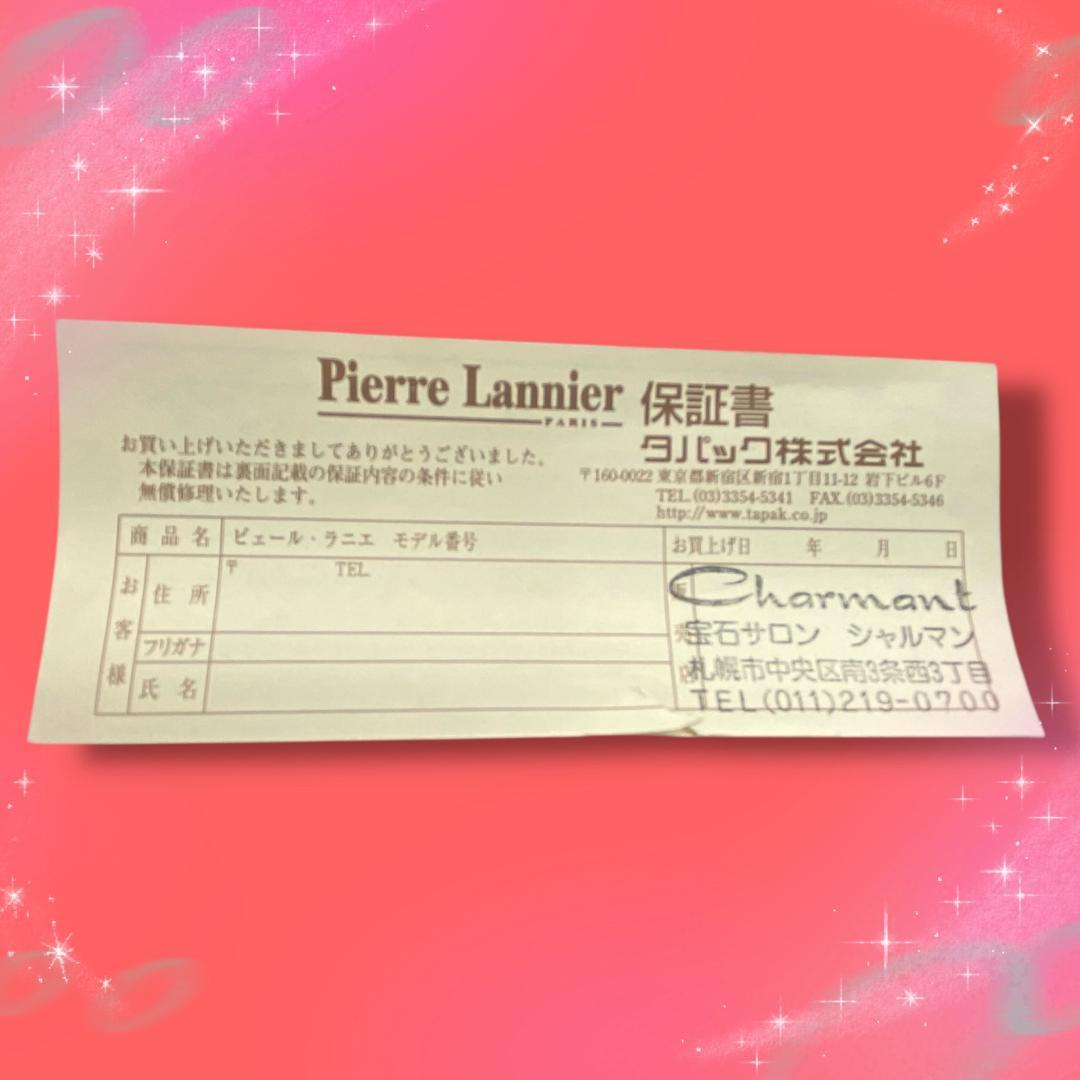 Pierre Lannier 保証書
PARIS
お買い上げいただきましてありがとうございました。
本保証書は裏面記載の保証内容の条件に従い
無償修理いたします。
タパック株式会社
〒160-0022 東京都新宿区新宿1丁目11-12 岩下ビル6F
TEL.(03)3354-5341 FAX.(03)3354-5346
http://www.tapak.co.jp
商品名 ピエール・ラニエ モデル番号
お買上げ日 年 月 日
お客様
住所 〒 TEL
フリガナ
氏名
販売店
Charmant
宝石サロン シャルマン
札幌市中央区南3条西3丁目
TEL(011)219-0700